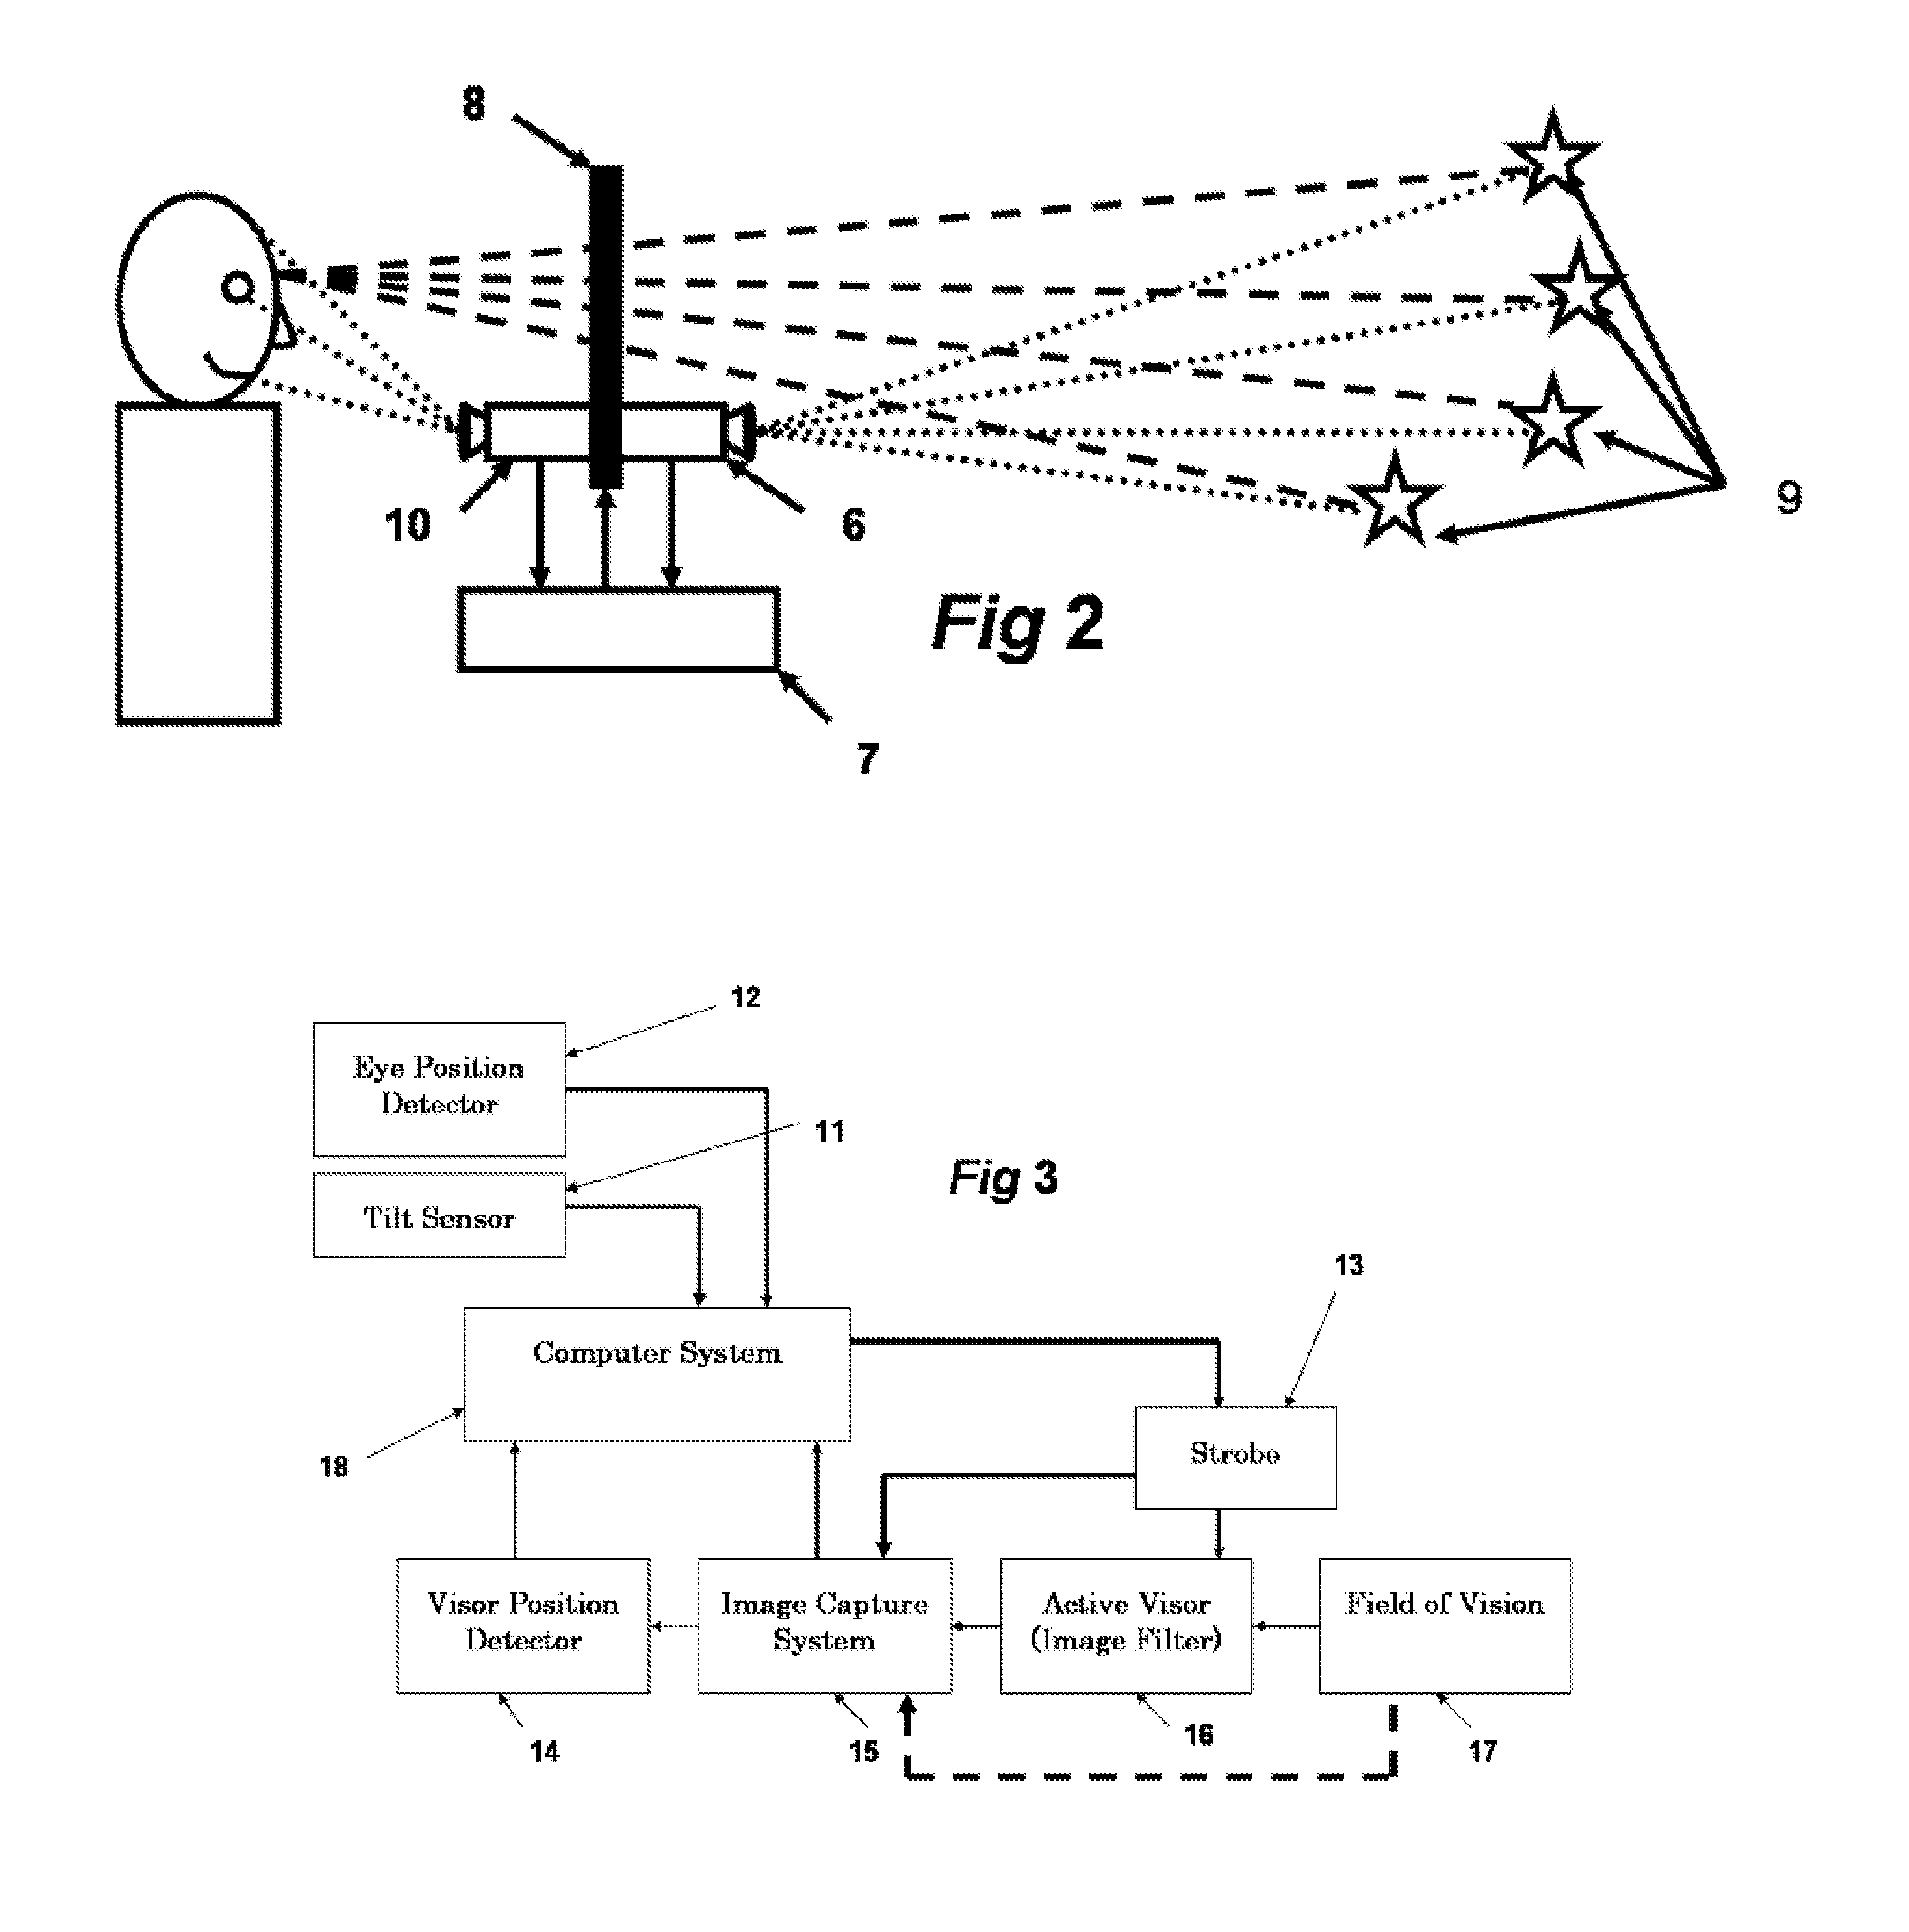 8
10
6
9
Fig 2
7
12
Eye Position
Detector
11
Fig 3
Tilt Sensor
13
Computer System
18
Strobe
Visor Position
Detector
Image Capture
System
Active Visor
(Image Filter)
Field of Vision
14
15
16
17